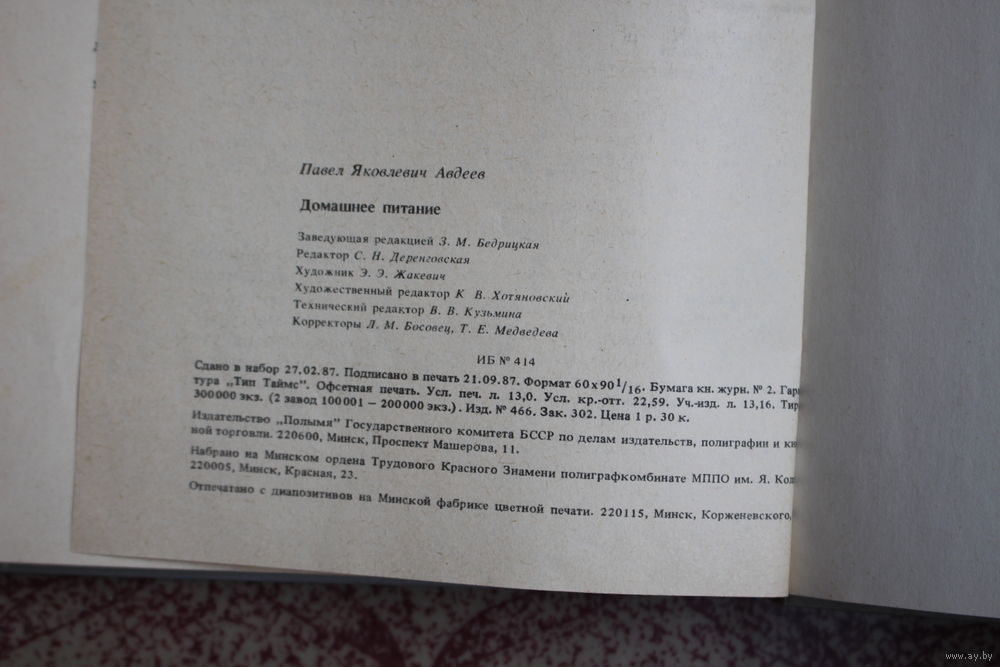 Павел Яковлевич Авдеев
Домашнее питание
Заведующая редакцией З. М. Бедрицкая
Редактор С. Н. Деренговская
Художник Э. Э. Жакевич
Художественный редактор К В. Хотяновский
Технический редактор В. В. Кузьмина
Корректоры Л. М. Босовец, Т. Е. Медведева
ИБ № 414
Сдано в набор 27.02.87. Подписано в печать 21.09.87. Формат 60х90 1/16. Бумага кн. журн. № 2. Гар
тура „Тип Таймс". Офсетная печать. Усл. печ. л. 13,0. Усл. кр.-отт. 22,59. Уч.-изд. л. 13,16. Тир
300000 экз. (2 завод 100001 – 200000 экз.). Изд. № 466. Зак. 302. Цена 1 р. 30 к.
Издательство „Полымя" Государственного комитета БССР по делам издательств, полиграфии и кн
ной торговли. 220600, Минск, Проспект Машерова, 11.
Набрано на Минском ордена Трудового Красного Знамени полиграфкомбинате МППО им. Я. Кол
220005, Минск, Красная, 23.
Отпечатано с диапозитивов на Минской фабрике цветной печати. 220115, Минск, Корженевского,
www.ay.by